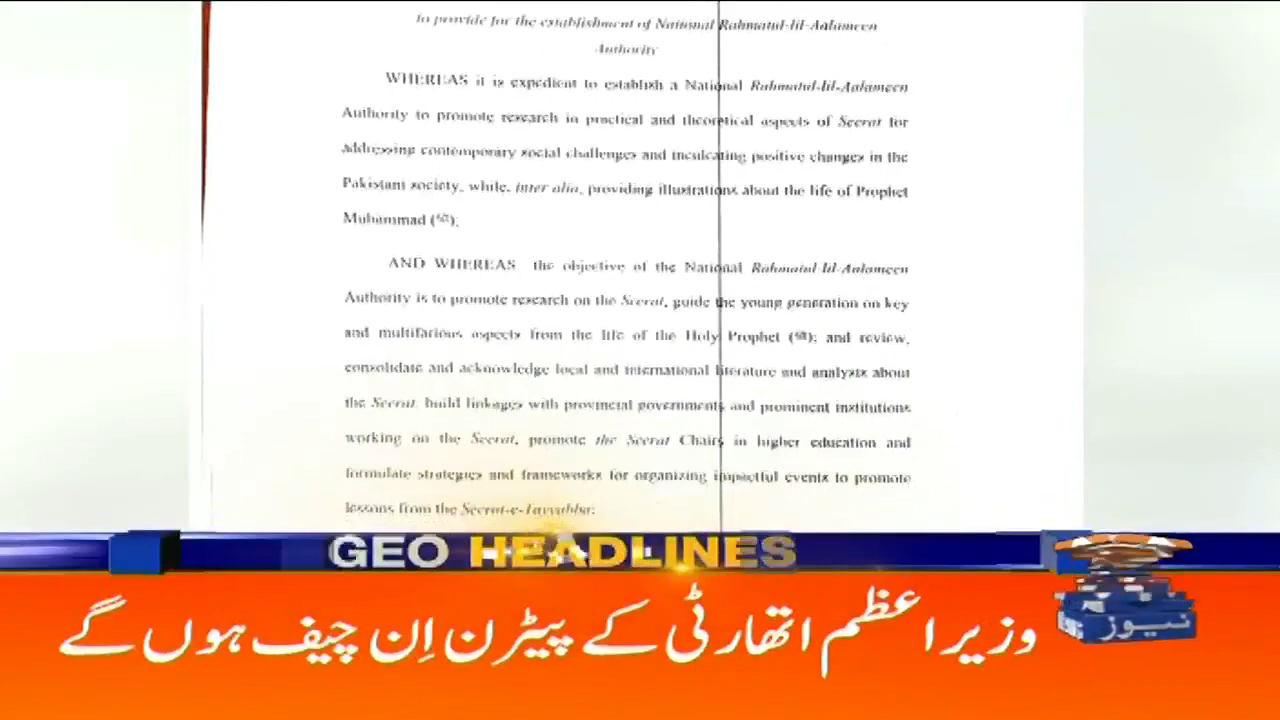 to provide for the establishment of National Rahmatul-lil-Aalameen
Authority
WHEREAS it is expedient to establish a National Rahmatul-lil-Aalameen
Authority to promote research in practical and theoretical aspects of Seerat for
addressing contemporary social challenges and inculcating positive changes in the
Pakistani society, while, inter alia, providing illustrations about the life of Prophet
Muhammad (ﷺ);
AND WHEREAS the objective of the National Rahmatul-lil-Aalameen
Authority is to promote research on the Seerat, guide the young generation on key
and multifarious aspects from the life of the Holy Prophet (ﷺ); and review,
consolidate and acknowledge local and international literature and analysis about
the Seerat, build linkages with provincial governments and prominent institutions
working on the Seerat, promote the Seerat Chairs in higher education and
formulate strategies and frameworks for organizing impactful events to promote
lessons from the Seerat-e-Tayyabba;
GEO HEADLINES
وزیراعظم اتھارٹی کے پیٹرن اِن چیف ہوں گے
نیوز